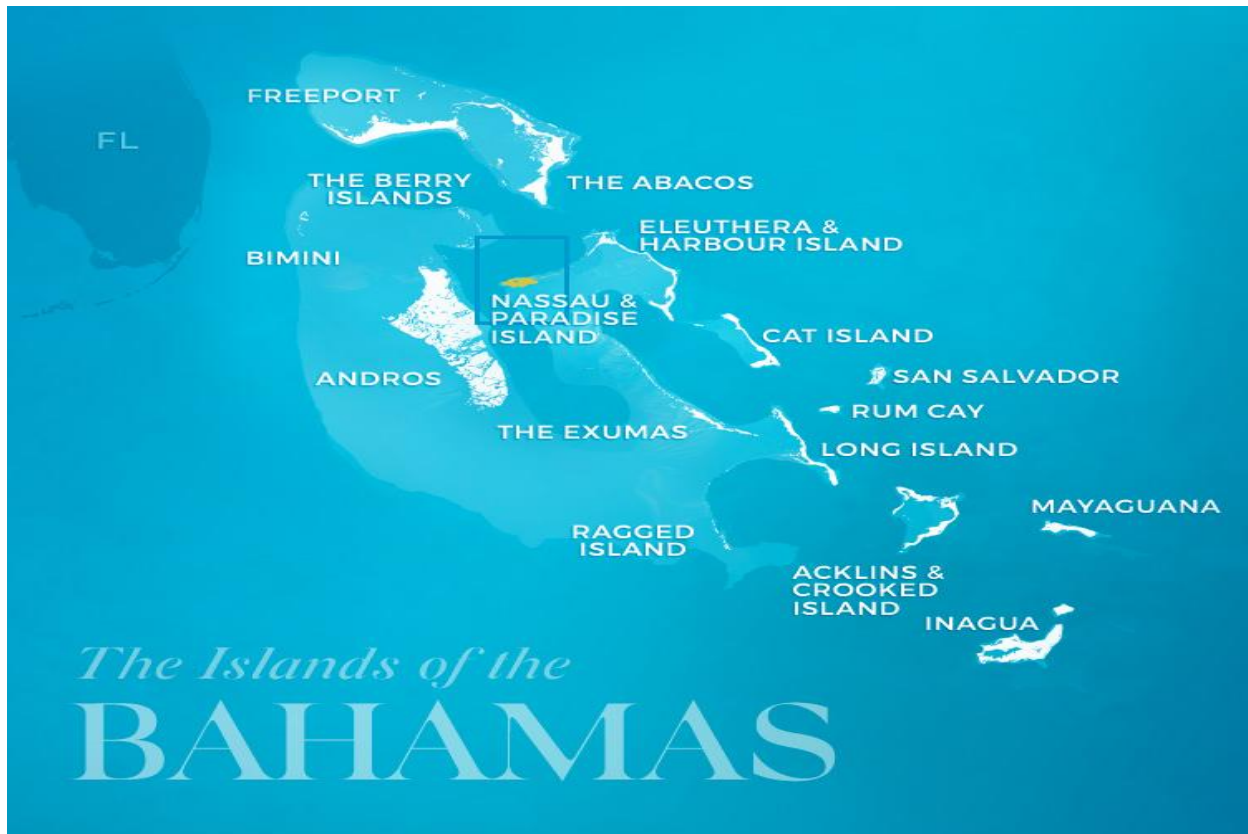 FREEPORT
FL
THE BERRY
ISLANDS
THE ABACOS
ELEUTHERA &
HARBOUR ISLAND
BIMINI
NASSAU &
PARADISE
ISLAND
CAT ISLAND
ANDROS
SAN SALVADOR
RUM CAY
THE EXUMAS
LONG ISLAND
MAYAGUANA
RAGGED
ISLAND
ACKLINS &
CROOKED
ISLAND
INAGUA
The Islands of the
BAHAMAS